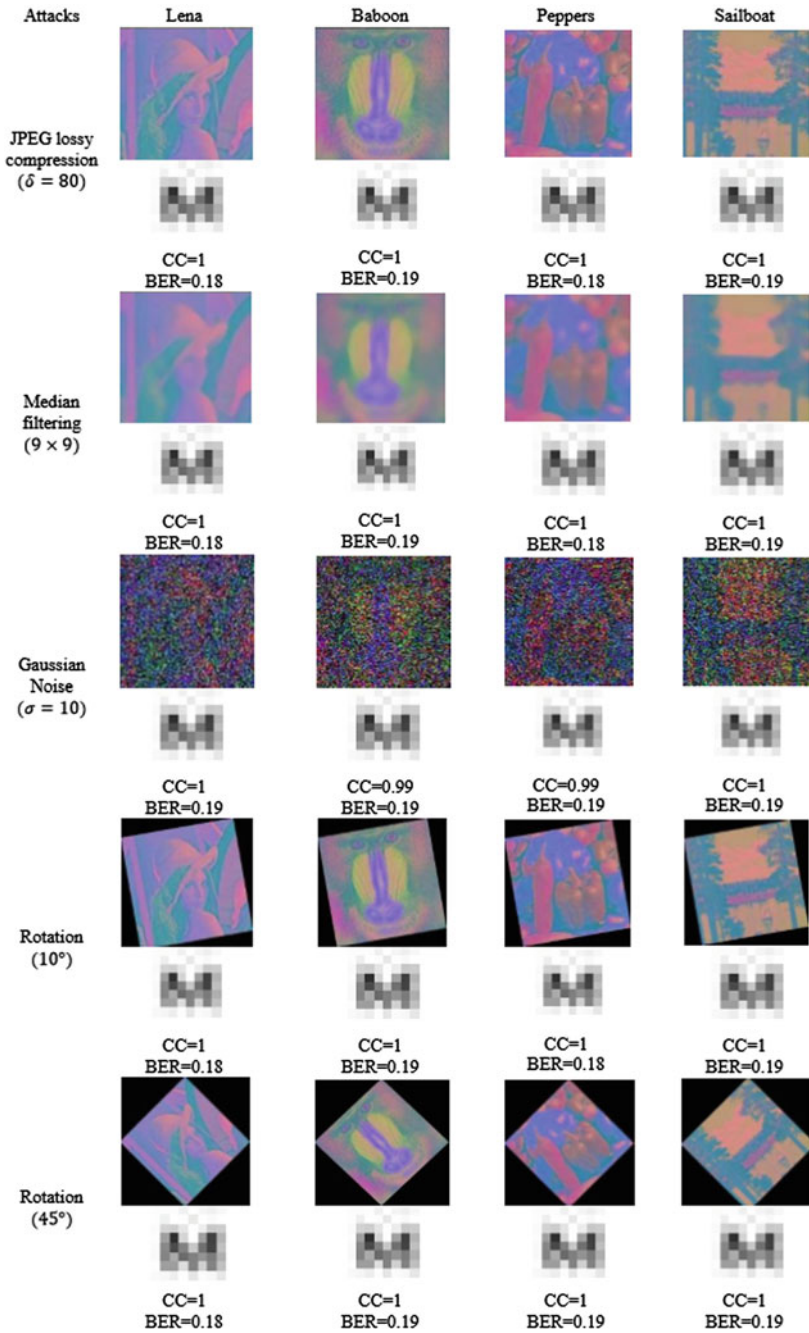 Attacks Lena Baboon Peppers Sailboat
JPEG lossy
compression
(δ = 80)
CC=1 CC=1 CC=1 CC=1
BER=0.18 BER=0.19 BER=0.18 BER=0.19
Median
filtering
(9 × 9)
CC=1 CC=1 CC=1 CC=1
BER=0.18 BER=0.19 BER=0.18 BER=0.19
Gaussian
Noise
(σ = 10)
CC=1 CC=0.99 CC=0.99 CC=1
BER=0.19 BER=0.19 BER=0.19 BER=0.19
Rotation
(10°)
CC=1 CC=1 CC=1 CC=1
BER=0.18 BER=0.19 BER=0.18 BER=0.19
Rotation
(45°)
CC=1 CC=1 CC=1 CC=1
BER=0.18 BER=0.19 BER=0.19 BER=0.19